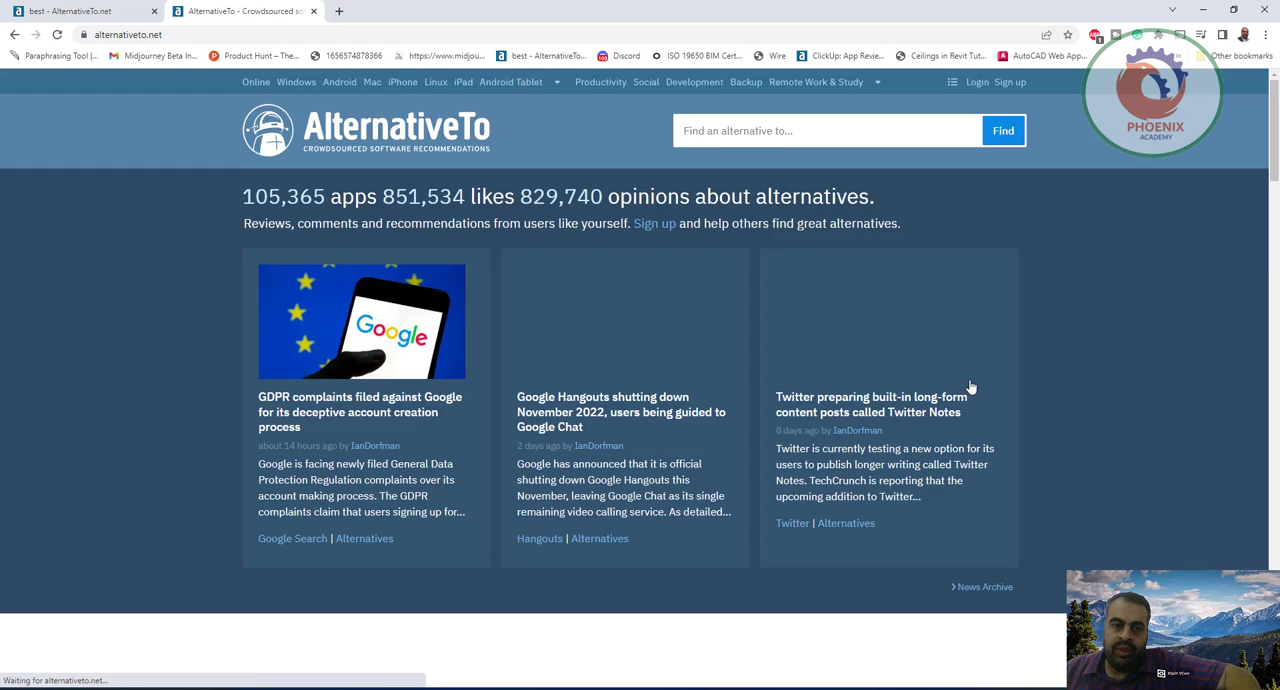 best - AlternativeTo.net
AlternativeTo - Crowdsourced so
alternativeto.net
Paraphrasing Tool |...
Midjourney Beta In...
Product Hunt – The...
1656574878366
https://www.midjou...
best - AlternativeTo...
Discord
ISO 19650 BIM Cert...
Wire
ClickUp: App Review...
Ceilings in Revit Tut...
AutoCAD Web App...
Other bookmarks
Online Windows Android Mac iPhone Linux iPad Android Tablet Productivity Social Development Backup Remote Work & Study Login Sign up
AlternativeTo
CROWDSOURCED SOFTWARE RECOMMENDATIONS
Find an alternative to...
Find
PHOENIX
ACADEMY
105,365 apps 851,534 likes 829,740 opinions about alternatives.
Reviews, comments and recommendations from users like yourself. Sign up and help others find great alternatives.
Google
GDPR complaints filed against Google
for its deceptive account creation
process
about 14 hours ago by IanDorfman
Google is facing newly filed General Data
Protection Regulation complaints over its
account making process. The GDPR
complaints claim that users signing up for...
Google Search | Alternatives
Google Hangouts shutting down
November 2022, users being guided to
Google Chat
2 days ago by IanDorfman
Google has announced that it is official
shutting down Google Hangouts this
November, leaving Google Chat as its single
remaining video calling service. As detailed...
Hangouts | Alternatives
Twitter preparing built-in long-form
content posts called Twitter Notes
8 days ago by IanDorfman
Twitter is currently testing a new option for its
users to publish longer writing called Twitter
Notes. TechCrunch is reporting that the
upcoming addition to Twitter...
Twitter | Alternatives
News Archive
XSplit VCam
Waiting for alternativeto.net...